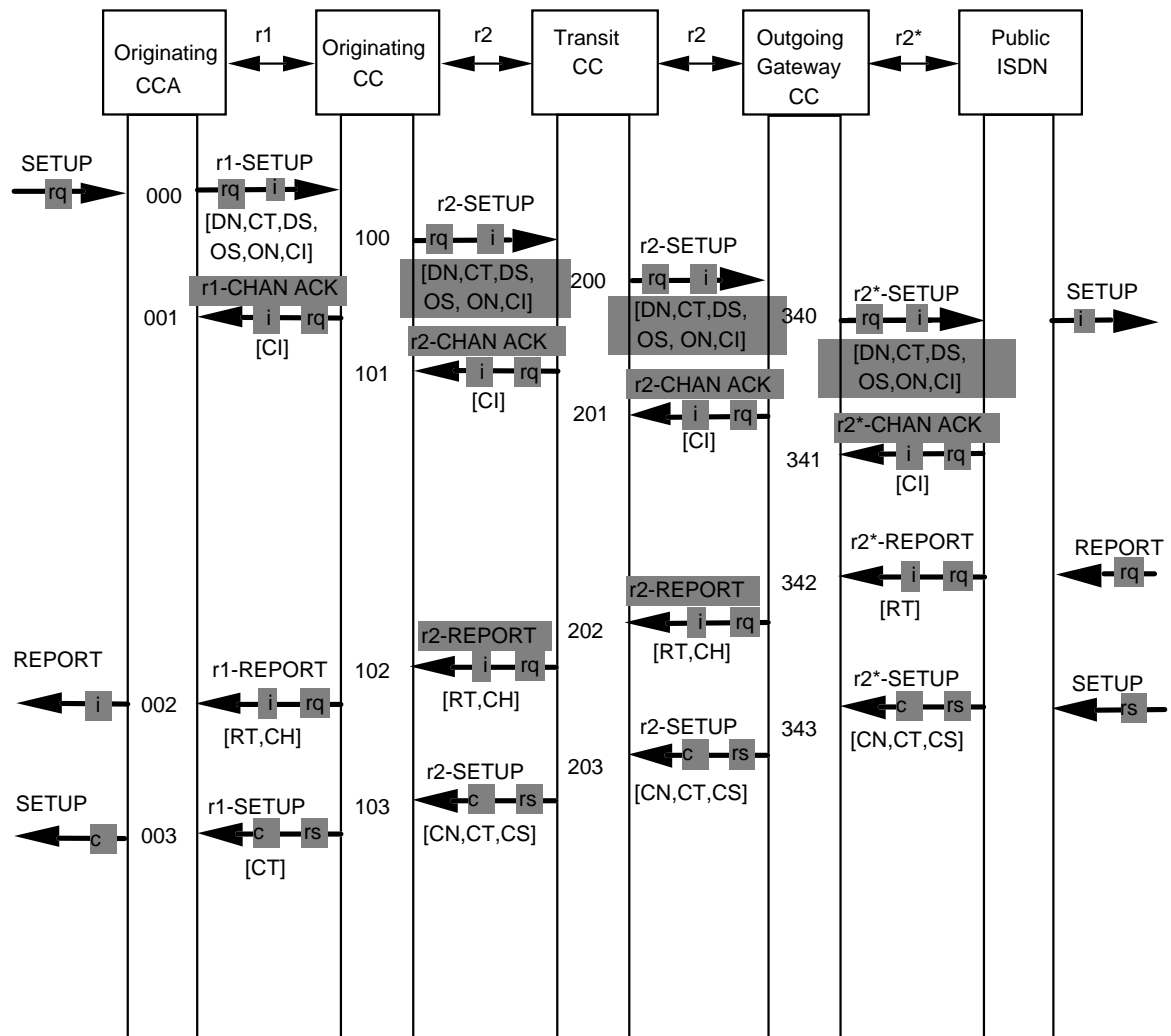 Originating
CCA
r1
Originating
CC
r2
Transit
CC
r2
Outgoing
Gateway
CC
r2*
Public
ISDN
SETUP
rq
000
r1-SETUP
rq i
[DN,CT,DS,
OS,ON,CI]
100
r2-SETUP
rq i
[DN,CT,DS,
OS, ON,CI]
200
r2-SETUP
rq i
[DN,CT,DS,
OS, ON,CI]
340
r2*-SETUP
rq i
[DN,CT,DS,
OS,ON,CI]
SETUP
i
001
r1-CHAN ACK
i rq
[CI]
101
r2-CHAN ACK
i rq
[CI]
201
r2-CHAN ACK
i rq
[CI]
341
r2*-CHAN ACK
i rq
[CI]
342
r2*-REPORT
i rq
[RT]
REPORT
rq
202
r2-REPORT
i rq
[RT,CH]
102
r2-REPORT
i rq
[RT,CH]
REPORT
i
002
r1-REPORT
i rq
[RT,CH]
343
r2*-SETUP
c rs
[CN,CT,CS]
SETUP
rs
203
r2-SETUP
c rs
[CN,CT,CS]
103
r2-SETUP
c rs
[CN,CT,CS]
SETUP
c
003
r1-SETUP
c rs
[CT]